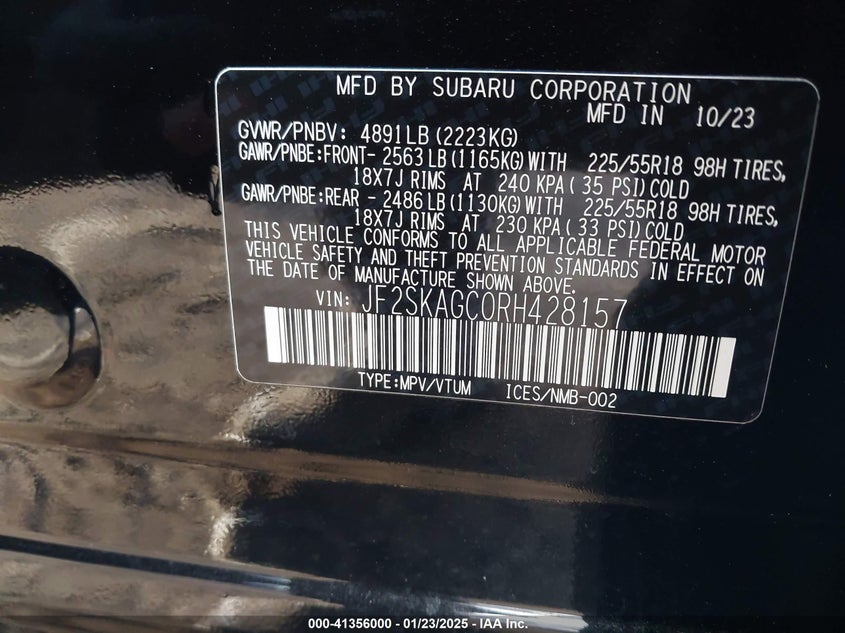 MFD BY SUBARU CORPORATION
MFD IN 10/23
GVWR/PNBV: 4891LB (2223KG)
GAWR/PNBE:FRONT- 2563 LB (1165KG) WITH 225/55R18 98H TIRES,
18X7J RIMS AT 240 KPA ( 35 PSI) COLD
GAWR/PNBE:REAR - 2486 LB (1130KG) WITH 225/55R18 98H TIRES,
18X7J RIMS AT 230 KPA ( 33 PSI) COLD
THIS VEHICLE CONFORMS TO ALL APPLICABLE FEDERAL MOTOR
VEHICLE SAFETY AND THEFT PREVENTION STANDARDS IN EFFECT ON
THE DATE OF MANUFACTURE SHOWN ABOVE.
VIN: JF2SKAGC0RH428157
TYPE:MPV/VTUM ICES/NMB-002
000-41356000 - 01/23/2025 - IAA Inc.